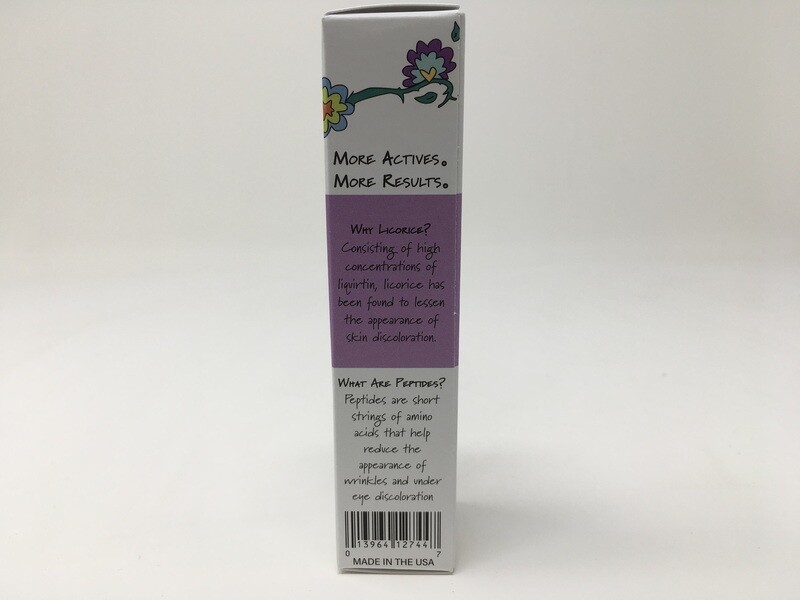 More Actives.
More Results.
Why Licorice?
Consisting of high
concentrations of
liquirtin, licorice has
been found to lessen
the appearance of
skin discoloration.
What Are Peptides?
Peptides are short
strings of amino
acids that help
reduce the
appearance of
wrinkles and under
eye discoloration
0 13964 12744 7
MADE IN THE USA